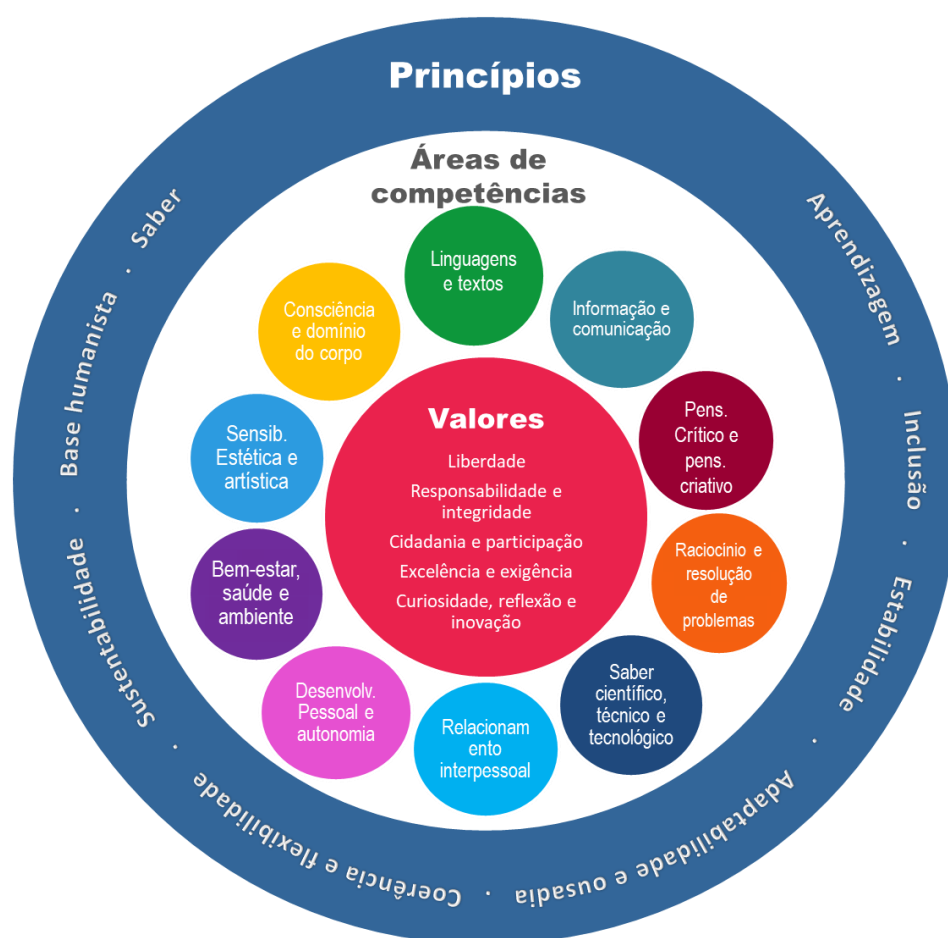 Princípios
Saber
·
Base humanista
·
Sustentabilidade
·
Coerência e flexibilidade
·
Adaptabilidade e ousadia
·
Estabilidade
·
Inclusão
·
Aprendizagem
Áreas de
competências
Linguagens
e textos
Informação e
comunicação
Pens.
Crítico e
pens.
criativo
Raciocínio e
resolução
de
problemas
Saber
científico,
técnico e
tecnológico
Relacionam
ento
interpessoal
Desenvolv.
Pessoal e
autonomia
Bem-estar,
saúde e
ambiente
Sensib.
Estética e
artística
Consciência
e domínio
do corpo
Valores
Liberdade
Responsabilidade e
integridade
Cidadania e participação
Excelência e exigência
Curiosidade, reflexão e
inovação